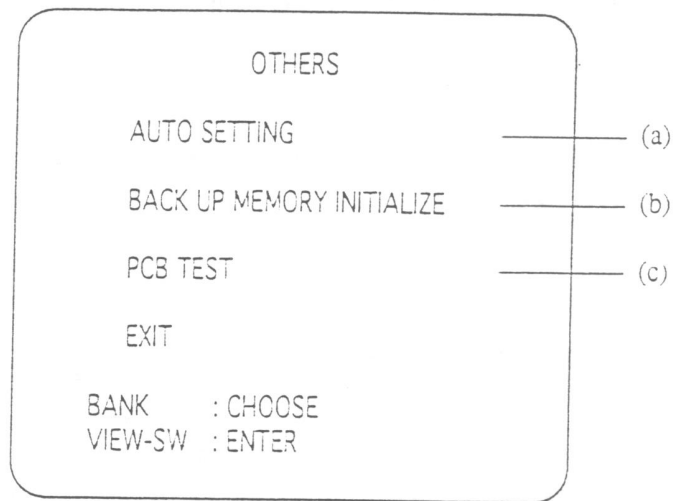 OTHERS
AUTO SETTING (a)
BACK UP MEMORY INITIALIZE (b)
PCB TEST (c)
EXIT
BANK : CHOOSE
VIEW-SW : ENTER